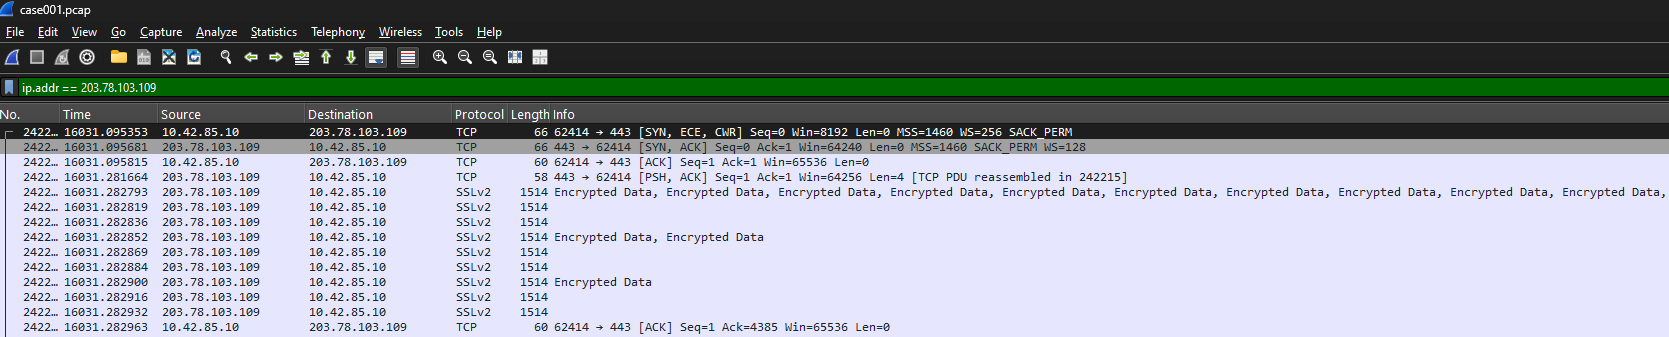 case001.pcap
File Edit View Go Capture Analyze Statistics Telephony Wireless Tools Help
ip.addr == 203.78.103.109
No. Time Source Destination Protocol Length Info
2422… 16031.095353 10.42.85.10 203.78.103.109 TCP 66 62414 → 443 [SYN, ECE, CWR] Seq=0 Win=8192 Len=0 MSS=1460 WS=256 SACK_PERM
2422… 16031.095681 203.78.103.109 10.42.85.10 TCP 66 443 → 62414 [SYN, ACK] Seq=0 Ack=1 Win=64240 Len=0 MSS=1460 SACK_PERM WS=128
2422… 16031.095815 10.42.85.10 203.78.103.109 TCP 60 62414 → 443 [ACK] Seq=1 Ack=1 Win=65536 Len=0
2422… 16031.281664 203.78.103.109 10.42.85.10 TCP 58 443 → 62414 [PSH, ACK] Seq=1 Ack=1 Win=64256 Len=4 [TCP PDU reassembled in 242215]
2422… 16031.282793 203.78.103.109 10.42.85.10 SSLv2 1514 Encrypted Data, Encrypted Data, Encrypted Data, Encrypted Data, Encrypted Data, Encrypted Data, Encrypted Data, Encrypted Data, Encrypted Data, Encrypted Data,
2422… 16031.282819 203.78.103.109 10.42.85.10 SSLv2 1514
2422… 16031.282836 203.78.103.109 10.42.85.10 SSLv2 1514
2422… 16031.282852 203.78.103.109 10.42.85.10 SSLv2 1514 Encrypted Data, Encrypted Data
2422… 16031.282869 203.78.103.109 10.42.85.10 SSLv2 1514
2422… 16031.282884 203.78.103.109 10.42.85.10 SSLv2 1514
2422… 16031.282900 203.78.103.109 10.42.85.10 SSLv2 1514 Encrypted Data
2422… 16031.282916 203.78.103.109 10.42.85.10 SSLv2 1514
2422… 16031.282932 203.78.103.109 10.42.85.10 SSLv2 1514
2422… 16031.282963 10.42.85.10 203.78.103.109 TCP 60 62414 → 443 [ACK] Seq=1 Ack=4385 Win=65536 Len=0